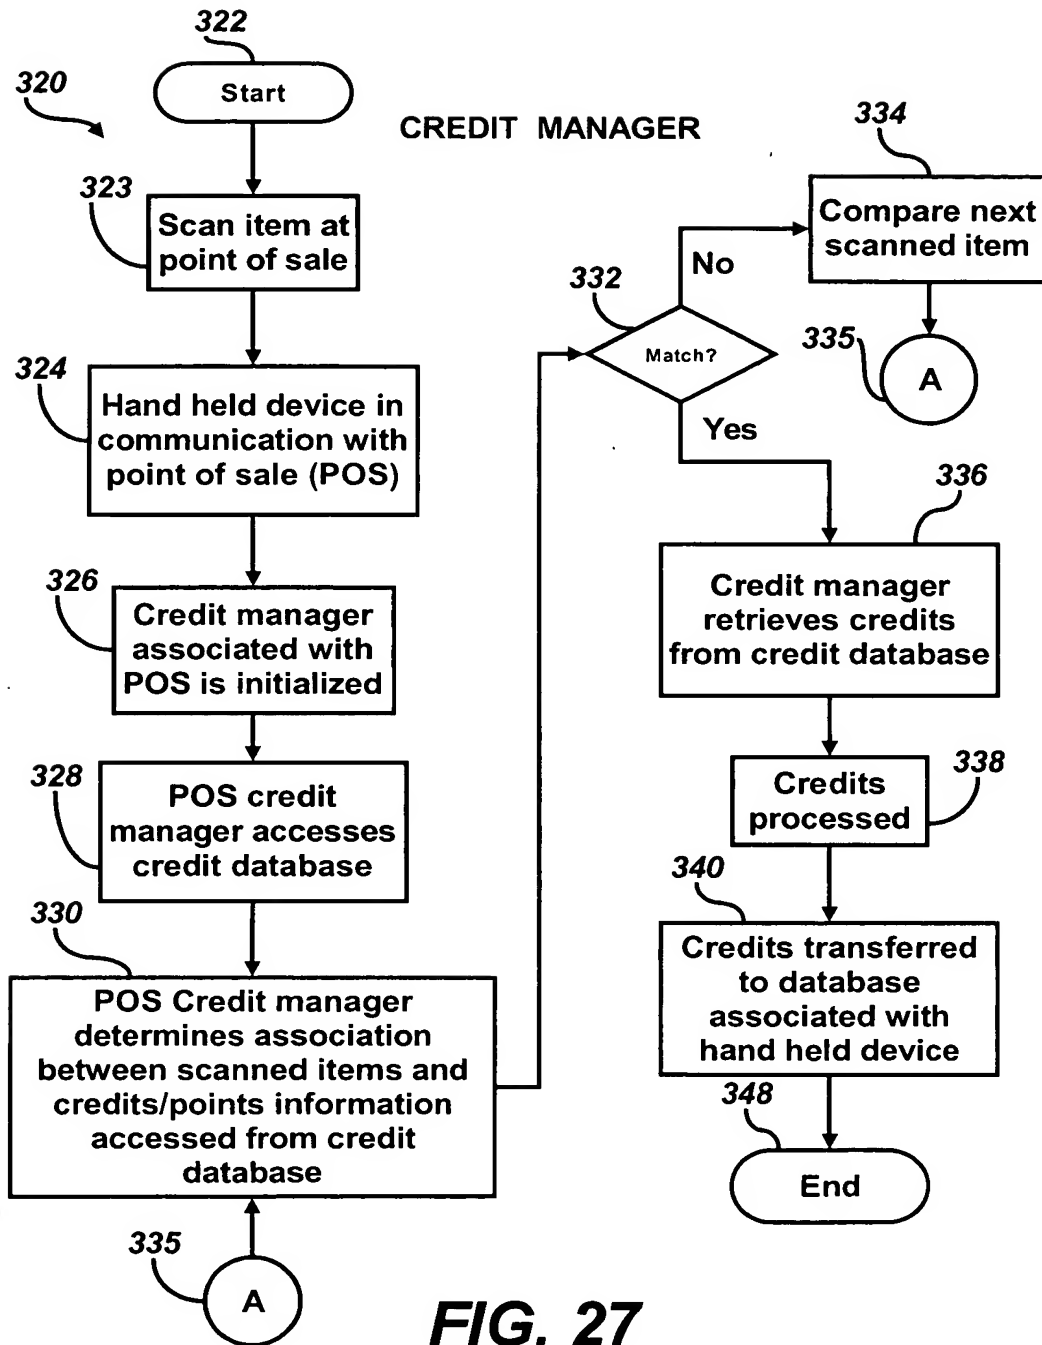 322
Start
320
CREDIT MANAGER
323
Scan item at
point of sale
324
Hand held device in
communication with
point of sale (POS)
326
Credit manager
associated with
POS is initialized
328
POS credit
manager accesses
credit database
330
POS Credit manager
determines association
between scanned items and
credits/points information
accessed from credit
database
335
A
332
Match?
No
334
Compare next
scanned item
335
A
Yes
336
Credit manager
retrieves credits
from credit database
338
Credits
processed
340
Credits transferred
to database
associated with
hand held device
348
End
FIG. 27